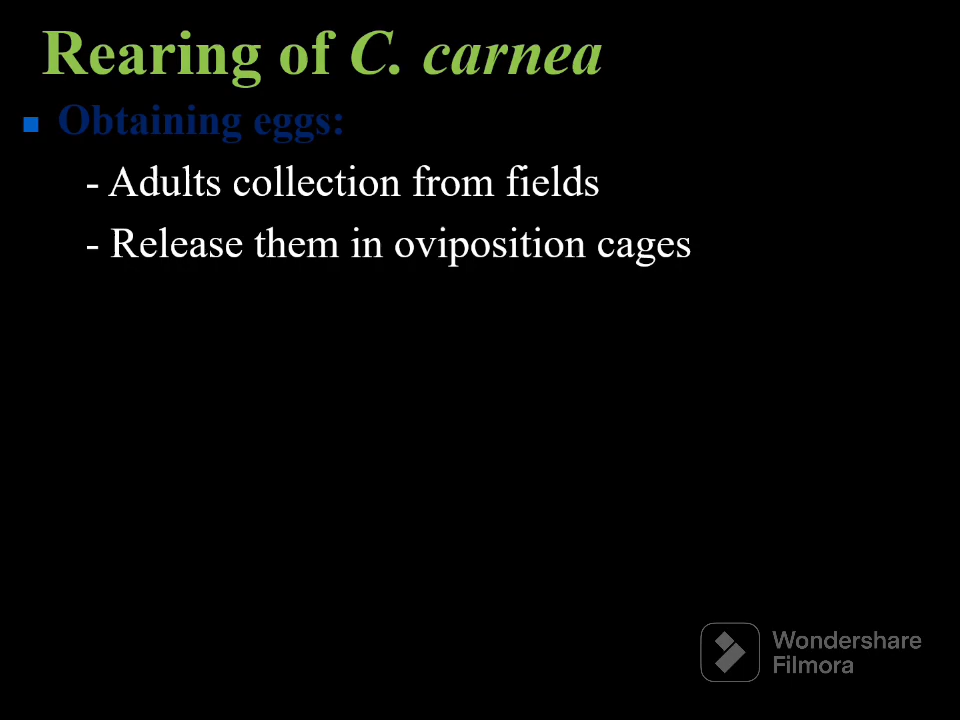 Rearing of C. carnea
Obtaining eggs:
- Adults collection from fields
- Release them in oviposition cages
Wondershare
Filmora